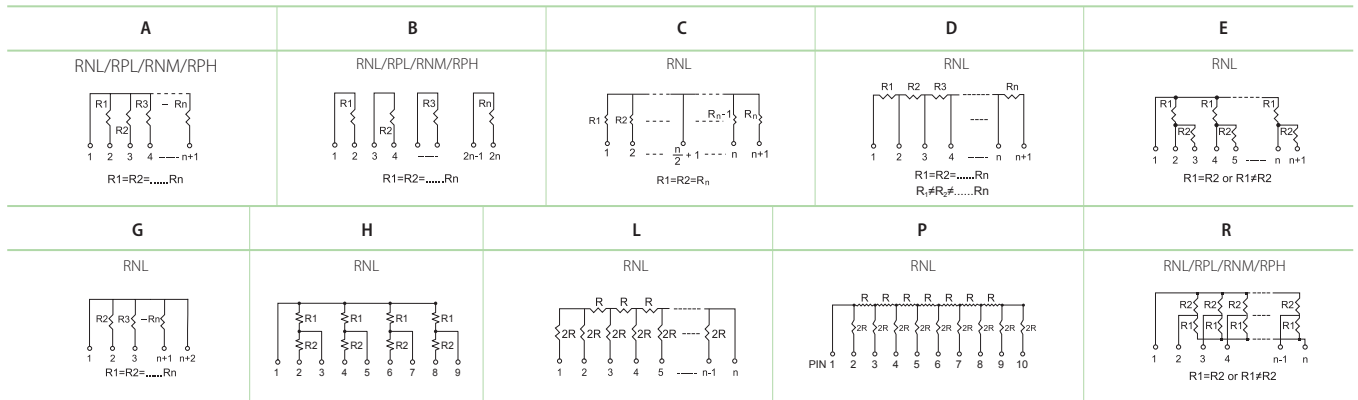 A B C D E
RNL/RPL/RNM/RPH RNL/RPL/RNM/RPH RNL RNL RNL
R1 R2 R3 – Rn
1 2 3 4 ---- n+1
R1=R2=......Rn
R1 R2 R3 Rn
1 2 3 4 ---- 2n-1 2n
R1=R2=......Rn
R1 R2 ---- Rn-1 Rn
1 2 ---- n/2 + 1 ---- n n+1
R1=R2=Rn
R1 R2 R3 ---- Rn
1 2 3 4 ---- n n+1
R1=R2=......Rn
R1≠R2≠......Rn
R1 R1 R1
R2 R2 R2
1 2 3 4 5 ---- n n+1
R1=R2 or R1≠R2
G H L P R
RNL RNL RNL RNL RNL/RPL/RNM/RPH
R2 R3 –Rn
1 2 3 n+1 n+2
R1=R2=......Rn
R1 R1 R1 R1
R2 R2 R2 R2
1 2 3 4 5 6 7 8 9
R R R
2R 2R 2R 2R 2R ---- 2R
1 2 3 4 5 ---- n-1 n
R R R R R R R
2R 2R 2R 2R 2R 2R 2R 2R
PIN 1 2 3 4 5 6 7 8 9 10
R2 R2 R2 R2
R1 R1 R1 R1
1 2 3 4 n-1 n
R1=R2 or R1≠R2